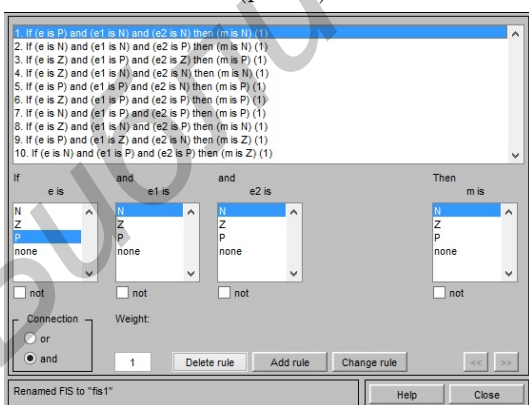 1. If (e is P) and (e1 is N) and (e2 is N) then (m is N) (1)
2. If (e is N) and (e1 is N) and (e2 is P) then (m is N) (1)
3. If (e is Z) and (e1 is P) and (e2 is Z) then (m is P) (1)
4. If (e is Z) and (e1 is N) and (e2 is N) then (m is N) (1)
5. If (e is P) and (e1 is P) and (e2 is N) then (m is P) (1)
6. If (e is Z) and (e1 is P) and (e2 is P) then (m is P) (1)
7. If (e is N) and (e1 is P) and (e2 is N) then (m is Z) (1)
8. If (e is Z) and (e1 is N) and (e2 is P) then (m is Z) (1)
9. If (e is P) and (e1 is Z) and (e2 is N) then (m is Z) (1)
10. If (e is N) and (e1 is P) and (e2 is P) then (m is Z) (1)
If and and Then
e is e1 is e2 is m is
N N N N
Z Z Z Z
P P P P
none none none none
not not not not
Connection Weight:
or
and 1 Delete rule Add rule Change rule << >>
Renamed FIS to "fis1" Help Close